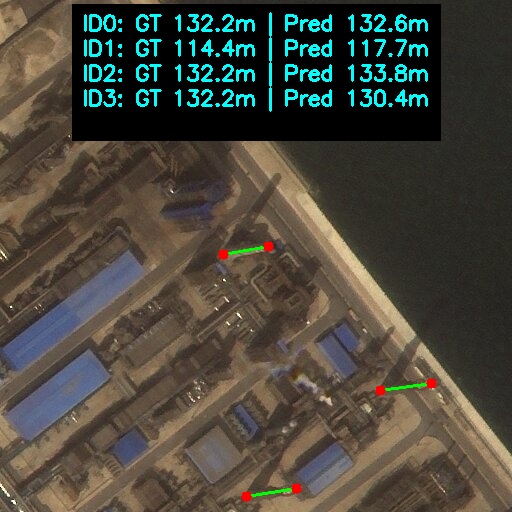 ID0: GT 132.2m | Pred 132.6m
ID1: GT 114.4m | Pred 117.7m
ID2: GT 132.2m | Pred 133.8m
ID3: GT 132.2m | Pred 130.4m